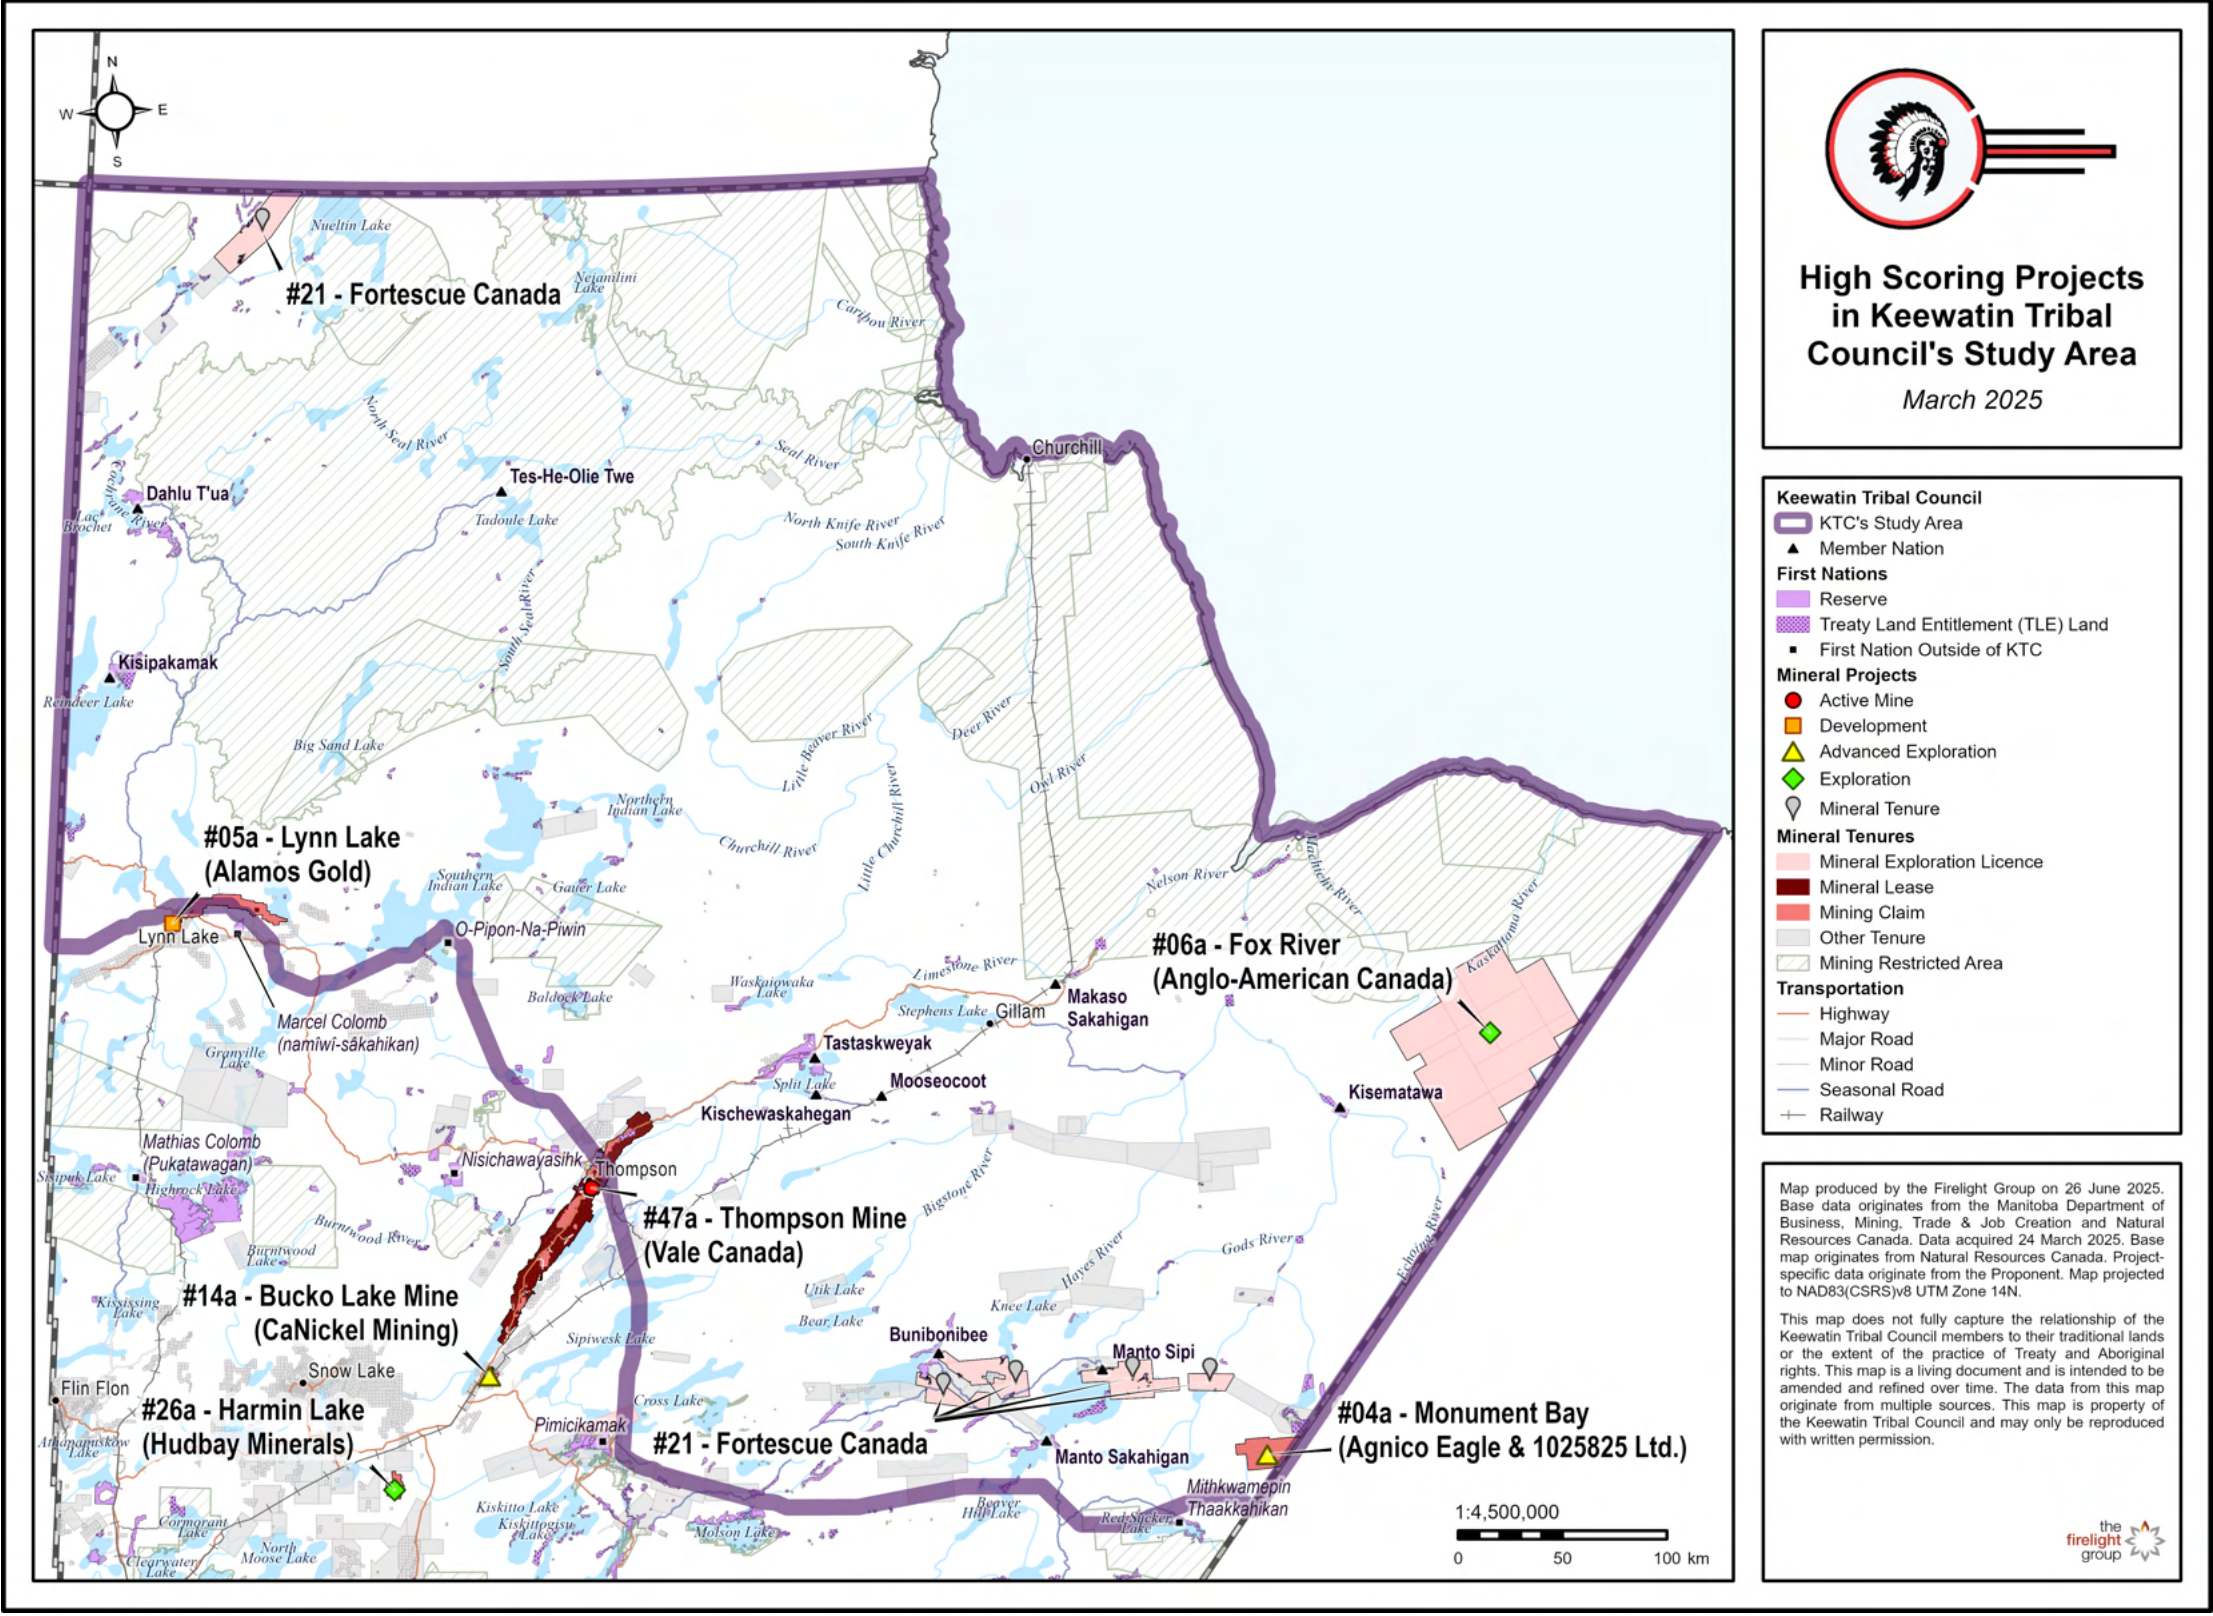 N
W
E
S
Nueltin Lake
#21 - Fortescue Canada
Nejanilini
Lake
Caribou River
North Seal River
Seal River
Churchill
Tes-He-Olie Twe
Tadoule Lake
Dahlu T'ua
Cochrane River
Lac
Brochet
North Knife River
South Knife River
South Seal River
Kisipakamak
Reindeer Lake
Big Sand Lake
Little Beaver River
Deer River
Owl River
Northern
Indian Lake
Churchill River
Little Churchill River
#05a - Lynn Lake
(Alamos Gold)
Southern
Indian Lake
Gauer Lake
Nelson River
Machichi River
Kaskattama River
Lynn Lake
O-Pipon-Na-Piwin
#06a - Fox River
(Anglo-American Canada)
Limestone River
Waskaiowaka
Lake
Baldock Lake
Stephens Lake
Gillam
Makaso
Sakahigan
Marcel Colomb
(namîwî-sâkahikan)
Granville
Lake
Tastaskweyak
Split Lake
Mooseocoot
Kischewaskahegan
Kisematawa
Mathias Colomb
(Pukatawagan)
Sisipuk Lake
Highrock Lake
Nisichawayasihk
Thompson
Bigstone River
#47a - Thompson Mine
(Vale Canada)
Burntwood River
Burntwood
Lake
Gods River
Hayes River
Echoing River
#14a - Bucko Lake Mine
(CaNickel Mining)
Kississing
Lake
Utik Lake
Bear Lake
Knee Lake
Sipiwesk Lake
Bunibonibee
Manto Sipi
Snow Lake
Flin Flon
Cross Lake
#26a - Harmin Lake
(Hudbay Minerals)
Pimicikamak
#21 - Fortescue Canada
#04a - Monument Bay
(Agnico Eagle & 1025825 Ltd.)
Athapapuskow
Lake
Manto Sakahigan
Mithkwamepin
Thaakkahikan
Kiskitto Lake
Kiskittogisu
Lake
Beaver
Hill Lake
Red Sucker
Lake
Molson Lake
Cormorant
Lake
North
Moose Lake
Clearwater
Lake
1:4,500,000
0 50 100 km
High Scoring Projects
in Keewatin Tribal
Council's Study Area
March 2025
Keewatin Tribal Council
KTC's Study Area
Member Nation
First Nations
Reserve
Treaty Land Entitlement (TLE) Land
First Nation Outside of KTC
Mineral Projects
Active Mine
Development
Advanced Exploration
Exploration
Mineral Tenure
Mineral Tenures
Mineral Exploration Licence
Mineral Lease
Mining Claim
Other Tenure
Mining Restricted Area
Transportation
Highway
Major Road
Minor Road
Seasonal Road
Railway
Map produced by the Firelight Group on 26 June 2025.
Base data originates from the Manitoba Department of
Business, Mining, Trade & Job Creation and Natural
Resources Canada. Data acquired 24 March 2025. Base
map originates from Natural Resources Canada. Project-
specific data originate from the Proponent. Map projected
to NAD83(CSRS)v8 UTM Zone 14N.
This map does not fully capture the relationship of the
Keewatin Tribal Council members to their traditional lands
or the extent of the practice of Treaty and Aboriginal
rights. This map is a living document and is intended to be
amended and refined over time. The data from this map
originate from multiple sources. This map is property of
the Keewatin Tribal Council and may only be reproduced
with written permission.
the
firelight
group